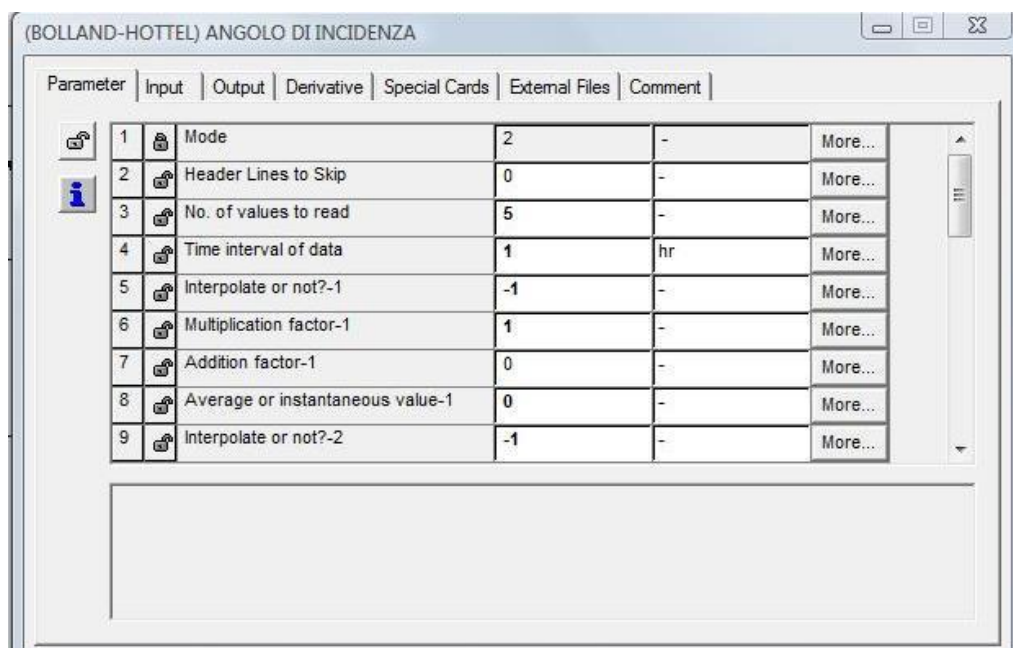 (BOLLAND-HOTTEL) ANGOLO DI INCIDENZA
Parameter Input Output Derivative Special Cards External Files Comment
1 Mode 2 - More...
2 Header Lines to Skip 0 - More...
3 No. of values to read 5 - More...
4 Time interval of data 1 hr More...
5 Interpolate or not?-1 -1 - More...
6 Multiplication factor-1 1 - More...
7 Addition factor-1 0 - More...
8 Average or instantaneous value-1 0 - More...
9 Interpolate or not?-2 -1 - More...